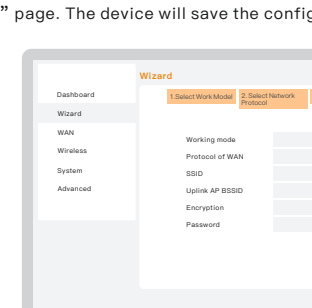 ” page. The device will save the config
Wizard
Dashboard
Wizard
WAN
Wireless
System
Advanced
1.Select Work Model
2. Select Network
Protocol
Working mode
Protocol of WAN
SSID
Uplink AP BSSID
Encryption
Password